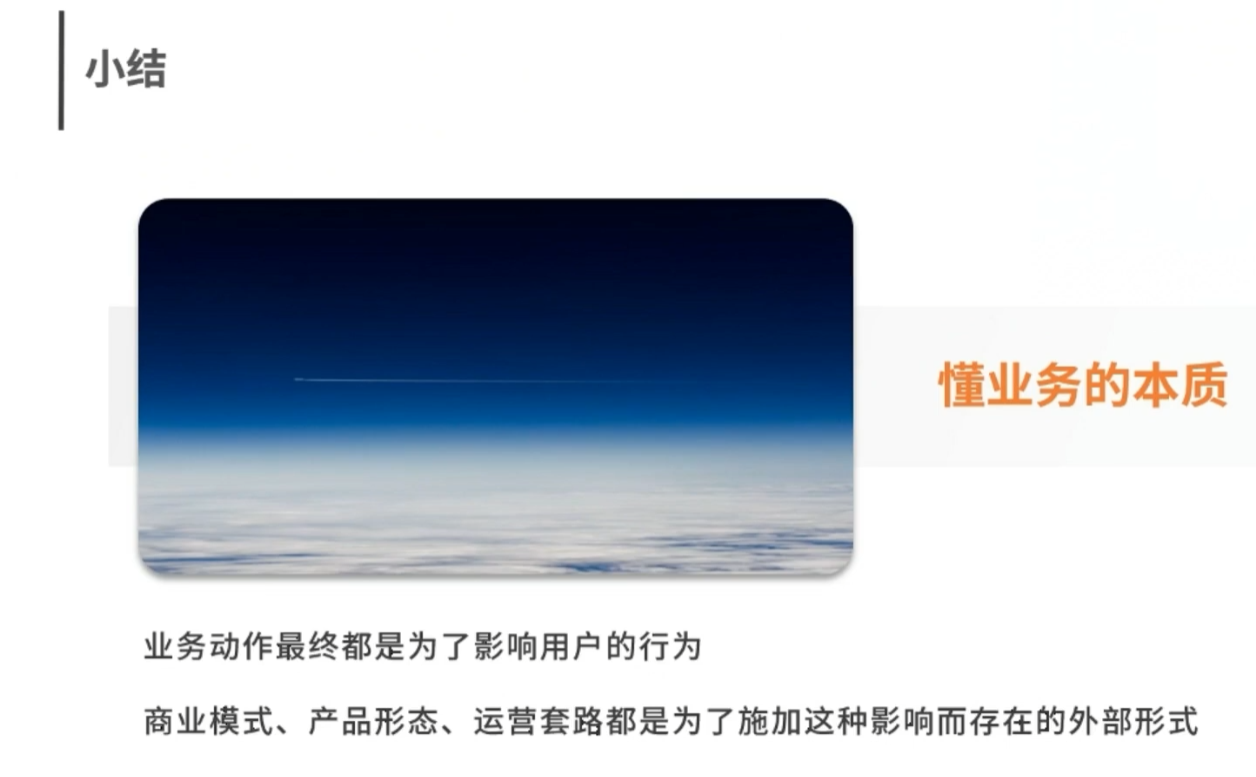 小结
懂业务的本质
业务动作最终都是为了影响用户的行为
商业模式、产品形态、运营套路都是为了施加这种影响而存在的外部形式